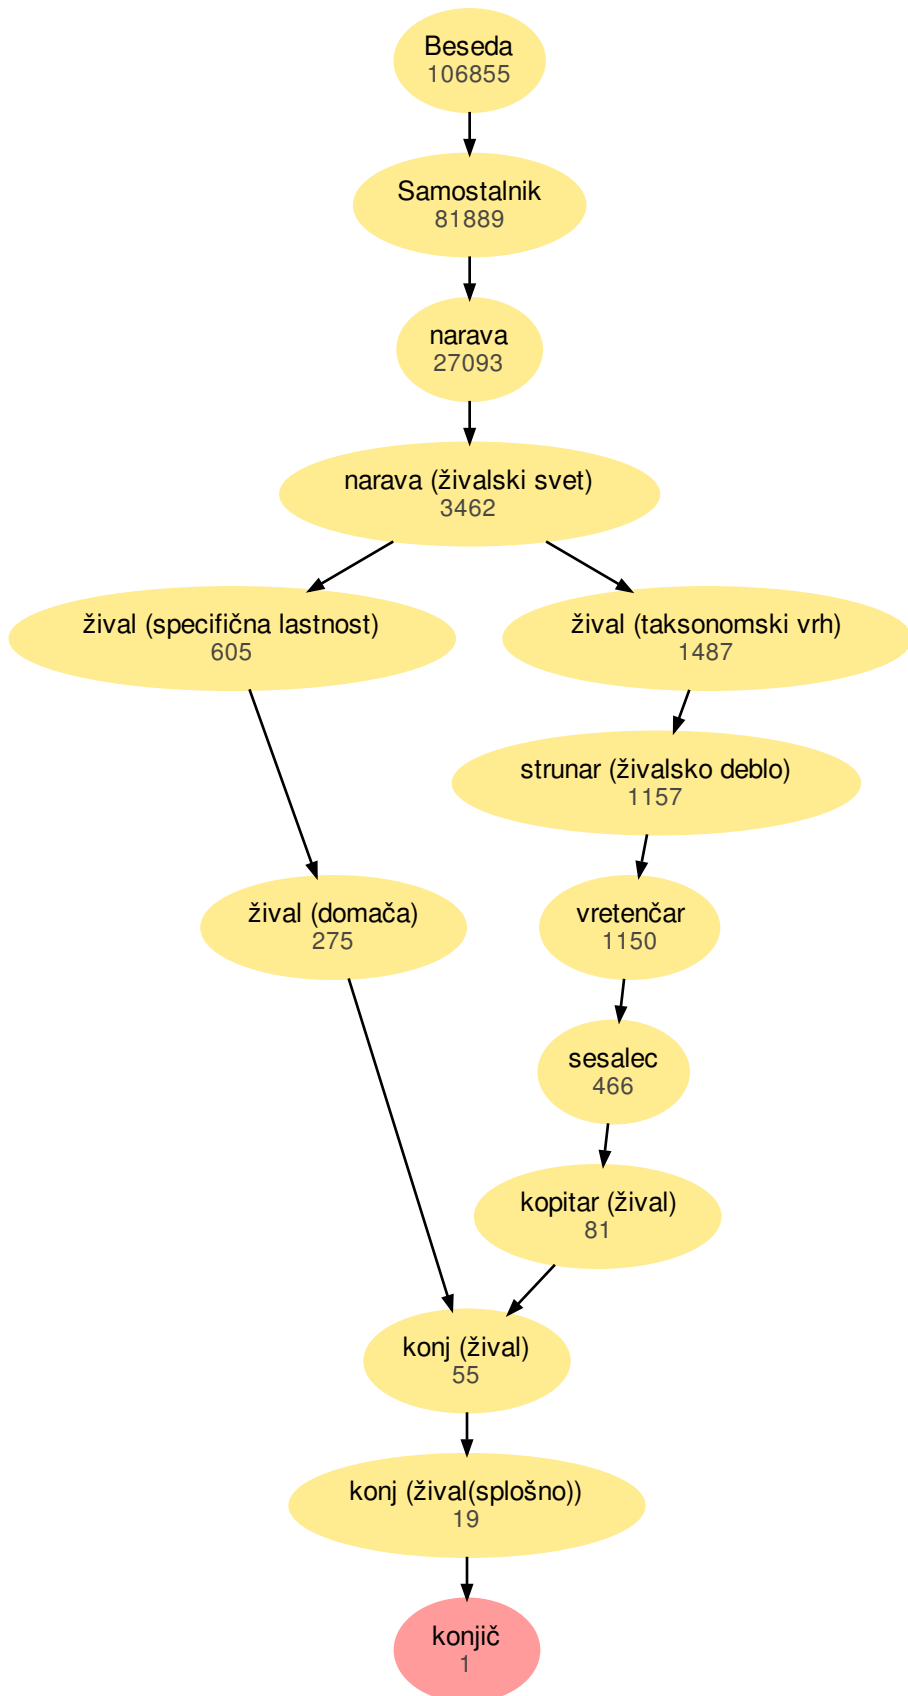 Beseda
106855
Samostalnik
81889
narava
27093
narava (živalski svet)
3462
žival (specifična lastnost)
605
žival (taksonomski vrh)
1487
strunar (živalsko deblo)
1157
žival (domača)
275
vretenčar
1150
sesalec
466
kopitar (žival)
81
konj (žival)
55
konj (žival(splošno))
19
konjič
1